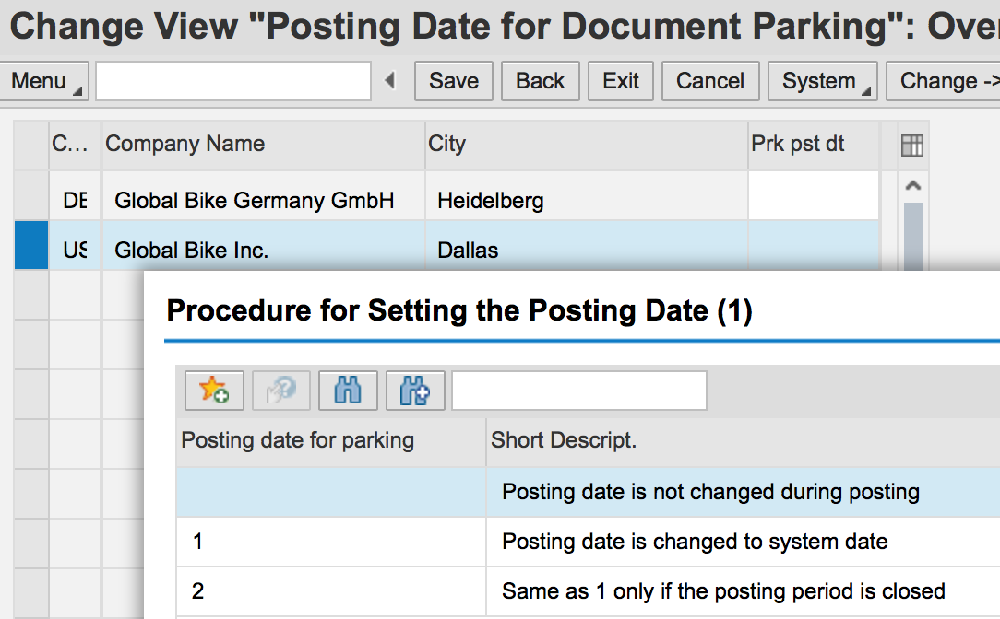 Change View "Posting Date for Document Parking": Over
Menu Save Back Exit Cancel System Change ->
C... Company Name City Prk pst dt
DE Global Bike Germany GmbH Heidelberg
US Global Bike Inc. Dallas
Procedure for Setting the Posting Date (1)
Posting date for parking Short Descript.
Posting date is not changed during posting
1 Posting date is changed to system date
2 Same as 1 only if the posting period is closed